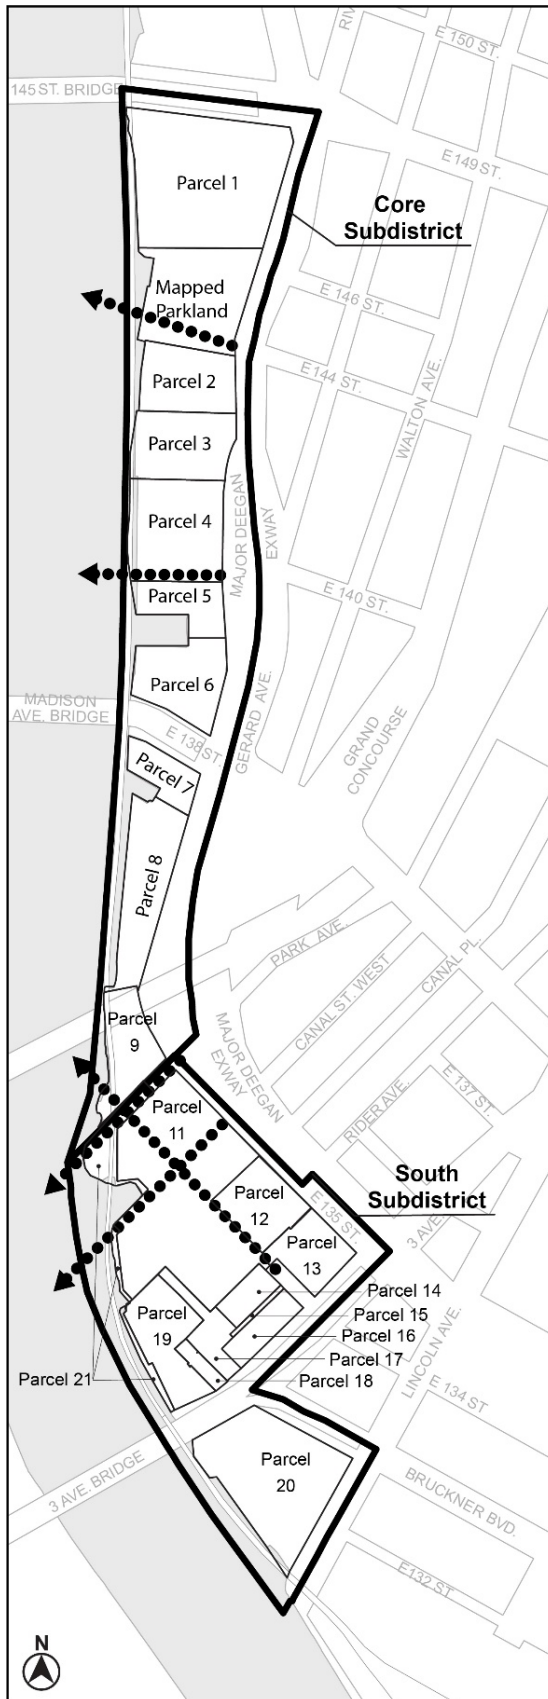 E 150 ST.
145 ST. BRIDGE
E 149 ST.
Parcel 1
Core
Subdistrict
Mapped
Parkland
E 146 ST.
E 144 ST.
WALTON AVE.
Parcel 2
Parcel 3
Parcel 4
MAJOR DEEGAN
EXWAY
Parcel 5
E 140 ST.
Parcel 6
MADISON
AVE. BRIDGE
E 138 ST.
GERARD AVE.
GRAND
CONCOURSE
Parcel 7
Parcel 8
PARK AVE.
CANAL ST. WEST
CANAL PL.
Parcel
9
MAJOR DEEGAN
EXWAY
RIDER AVE.
E 137 ST.
Parcel
11
South
Subdistrict
Parcel
12
E 135 ST.
3 AVE.
Parcel
13
Parcel 14
Parcel 15
Parcel 16
Parcel
19
Parcel 17
Parcel 18
Parcel 21
LINCOLN AVE.
E 134 ST
3 AVE. BRIDGE
Parcel
20
BRUCKNER BVD.
E132 ST
N